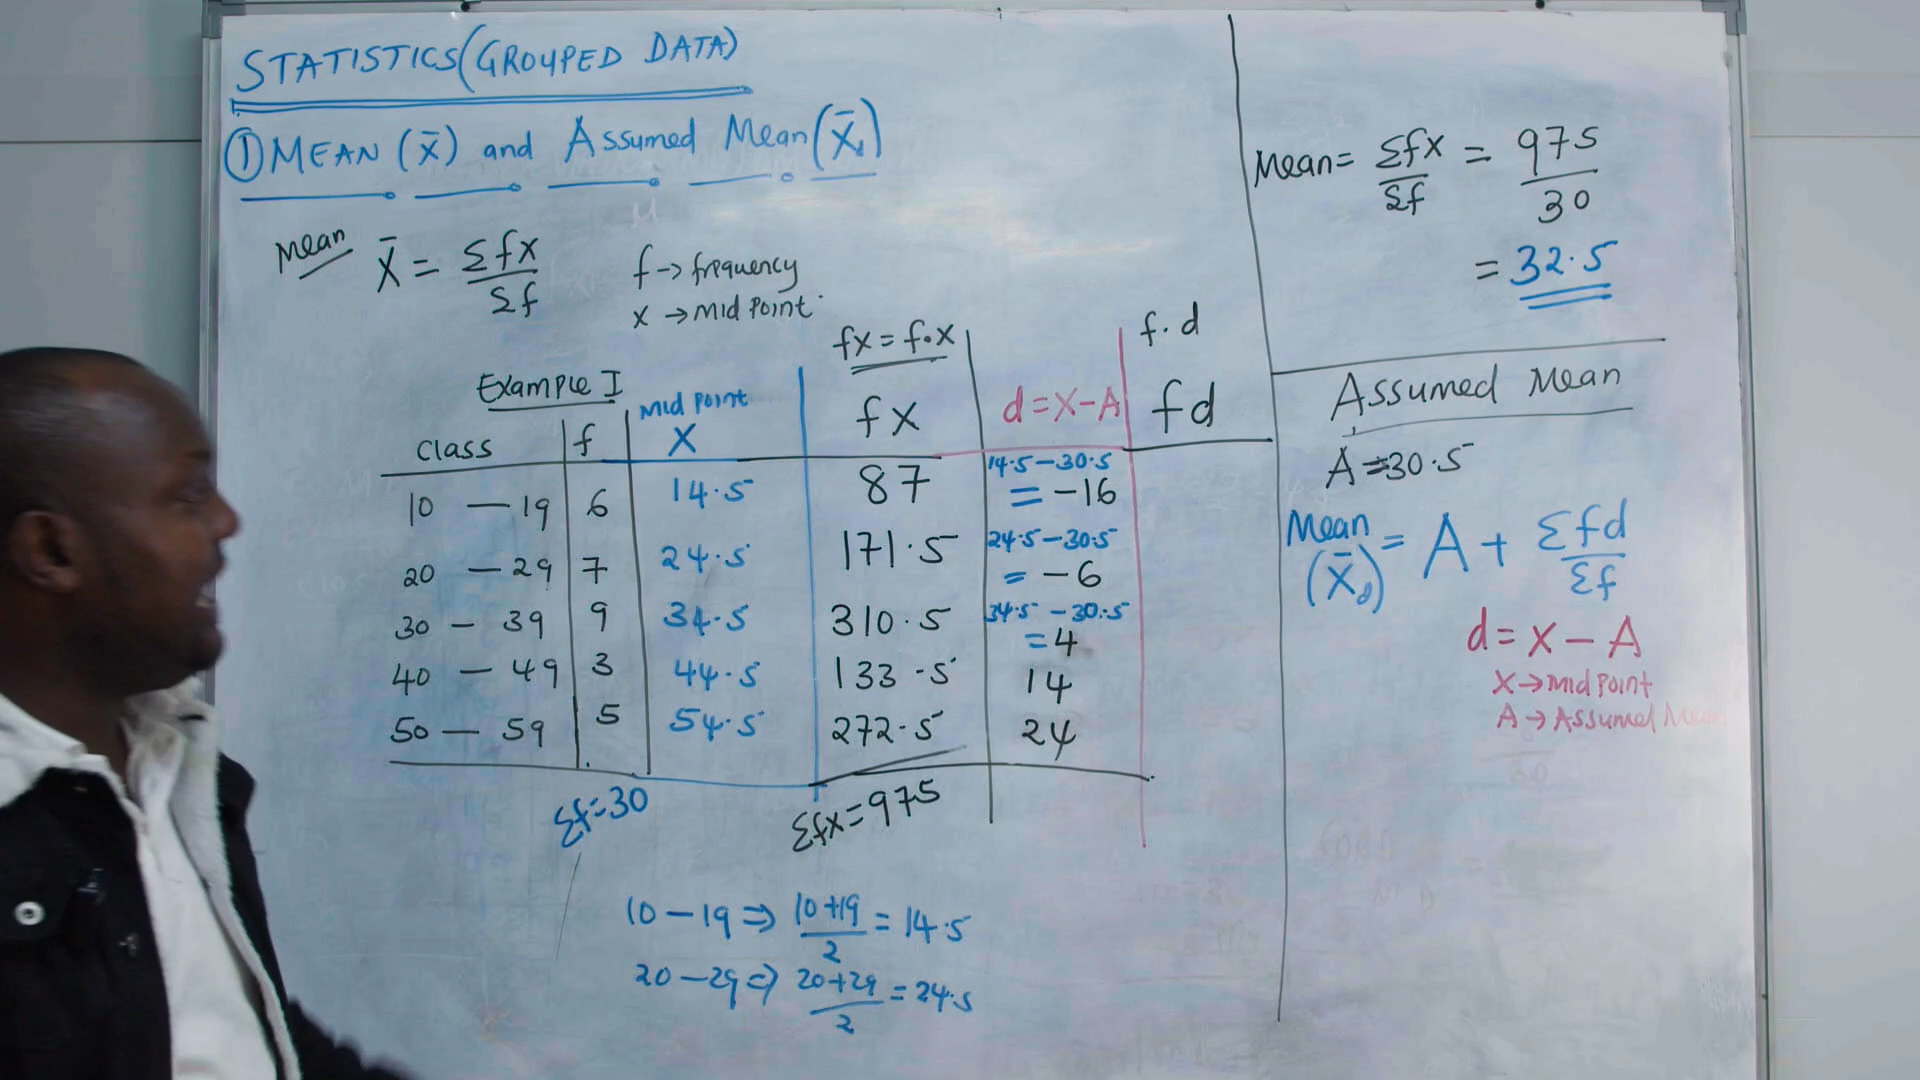 STATISTICS(GROUPED DATA)
① MEAN (x̄) and Assumed Mean (X̄d)
Mean X̄ = Σfx / Σf
f → frequency
x → Mid Point
fx = f·x
Example I
Class | f | Mid Point X | fx | d = X – A | f·d fd
10 – 19 | 6 | 14.5 | 87 | 14.5 – 30.5 = –16
20 – 29 | 7 | 24.5 | 171.5 | 24.5 – 30.5 = –6
30 – 39 | 9 | 34.5 | 310.5 | 34.5 – 30.5 = 4
40 – 49 | 3 | 44.5 | 133.5 | 14
50 – 59 | 5 | 54.5 | 272.5 | 24
Σf = 30
Σfx = 975
10 – 19 ⇒ 10+19 / 2 = 14.5
20 – 29 ⇒ 20+29 / 2 = 24.5
Mean = Σfx / Σf = 975 / 30
= 32.5
Assumed Mean
A = 30.5
Mean (X̄d) = A + Σfd / Σf
d = X – A
X → Mid Point
A → Assumed Mean